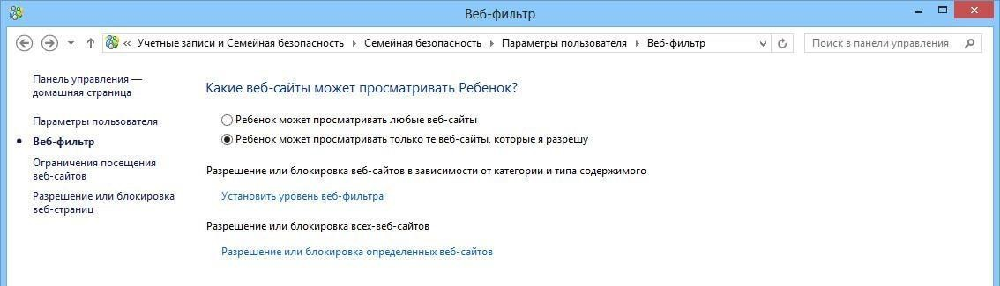 Веб-фильтр
« Учетные записи и Семейная безопасность Семейная безопасность Параметры пользователя Веб-фильтр
Поиск в панели управления
Панель управления —
домашняя страница
Параметры пользователя
Веб-фильтр
Ограничения посещения
веб-сайтов
Разрешение или блокировка
веб-страниц
Какие веб-сайты может просматривать Ребенок?
Ребенок может просматривать любые веб-сайты
Ребенок может просматривать только те веб-сайты, которые я разрешу
Разрешение или блокировка веб-сайтов в зависимости от категории и типа содержимого
Установить уровень веб-фильтра
Разрешение или блокировка всех-веб-сайтов
Разрешение или блокировка определенных веб-сайтов